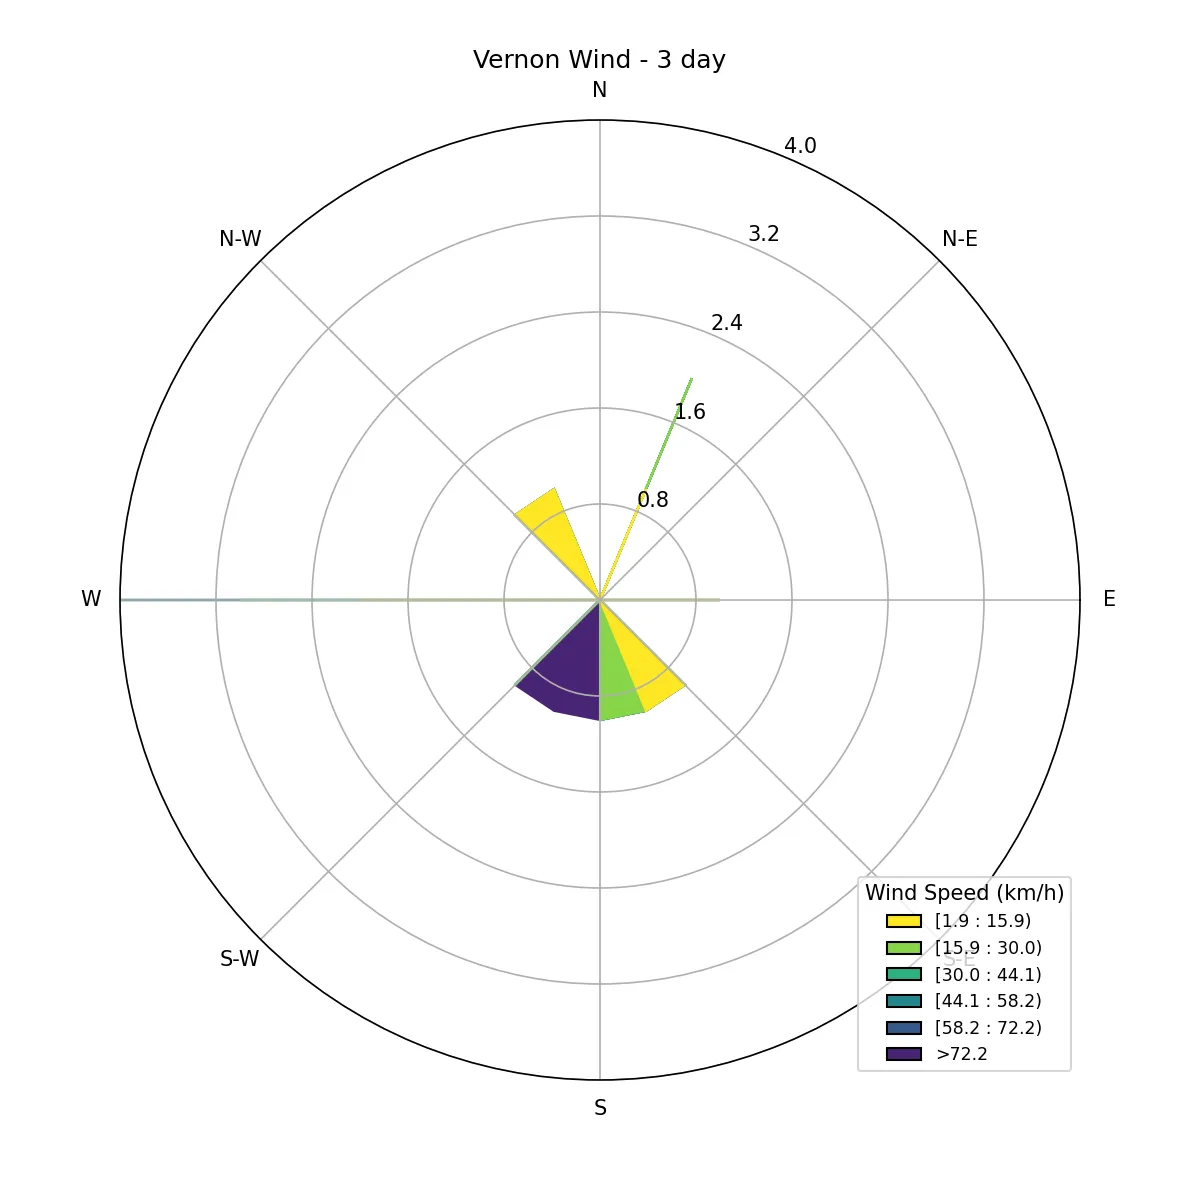 Vernon Wind - 3 day
N
4.0
N-W
3.2
N-E
2.4
1.6
0.8
W
E
Wind Speed (km/h)
[1.9 : 15.9)
[15.9 : 30.0)
S-W
S-E
[30.0 : 44.1)
[44.1 : 58.2)
[58.2 : 72.2)
>72.2
S